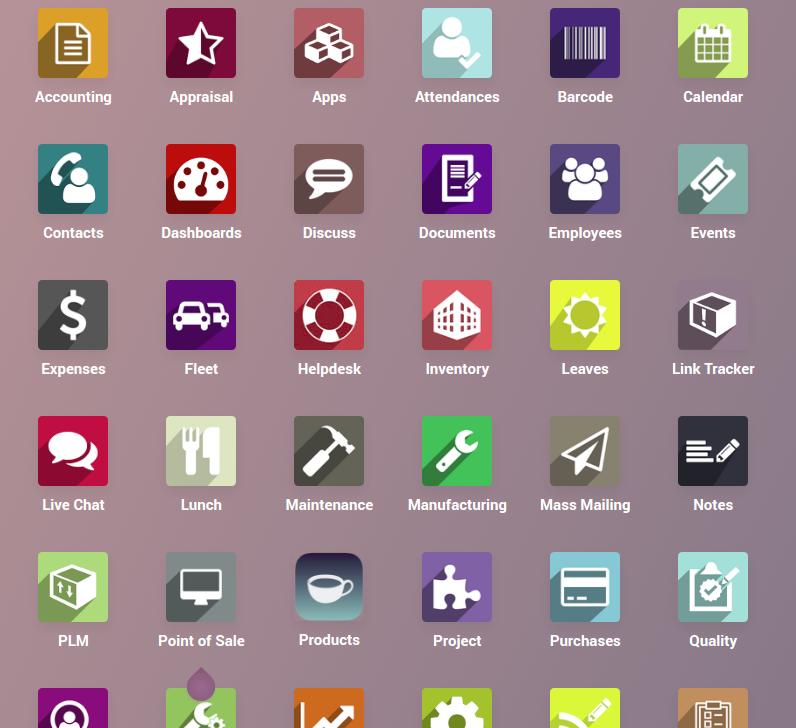 Accounting
Appraisal
Apps
Attendances
Barcode
Calendar
Contacts
Dashboards
Discuss
Documents
Employees
Events
Expenses
Fleet
Helpdesk
Inventory
Leaves
Link Tracker
Live Chat
Lunch
Maintenance
Manufacturing
Mass Mailing
Notes
PLM
Point of Sale
Products
Project
Purchases
Quality